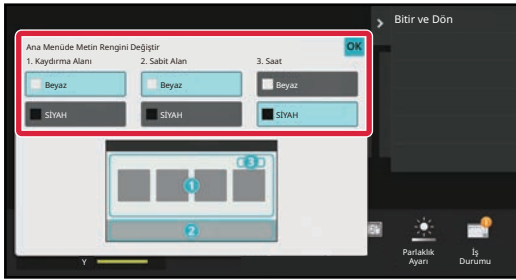 Bitir ve Dön
Ana Menüde Metin Rengini Değiştir
OK
1. Kaydırma Alanı 2. Sabit Alan 3. Saat
Beyaz Beyaz Beyaz
SİYAH SİYAH SİYAH
3
1
2
Parlaklık Ayarı
İş Durumu
Y